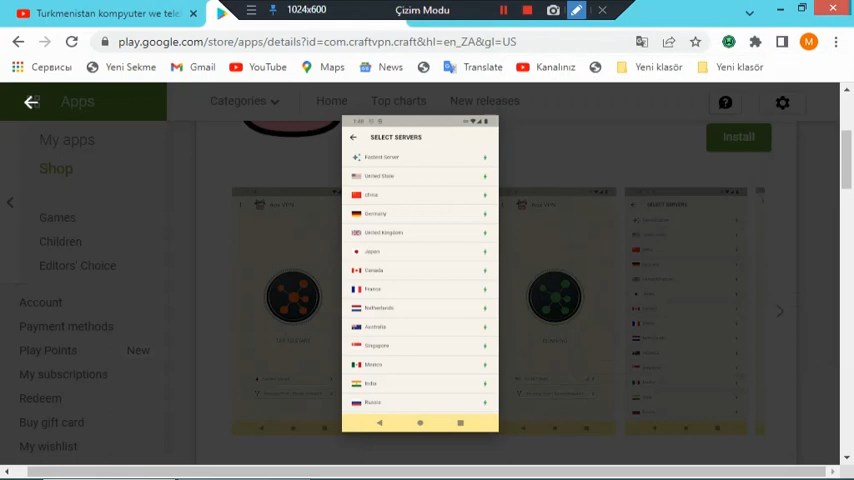 Turkmenistan kompyuter we tele
1024x600
Çizim Modu
play.google.com/store/apps/details?id=com.craftvpn.craft&hl=en_ZA&gl=US
Сервисы
Yeni Sekme
Gmail
YouTube
Maps
News
Translate
Kanalınız
Yeni klasör
Yeni klasör
M
Apps
Categories
Home
Top charts
New releases
My apps
Shop
Games
Children
Editors' Choice
Account
Payment methods
Play Points New
My subscriptions
Redeem
Buy gift card
My wishlist
Install
SELECT SERVERS
Fastest Server
United State
china
Germany
United Kingdom
Japan
Canada
France
Netherlands
Australia
Singapore
Mexico
India
Russia